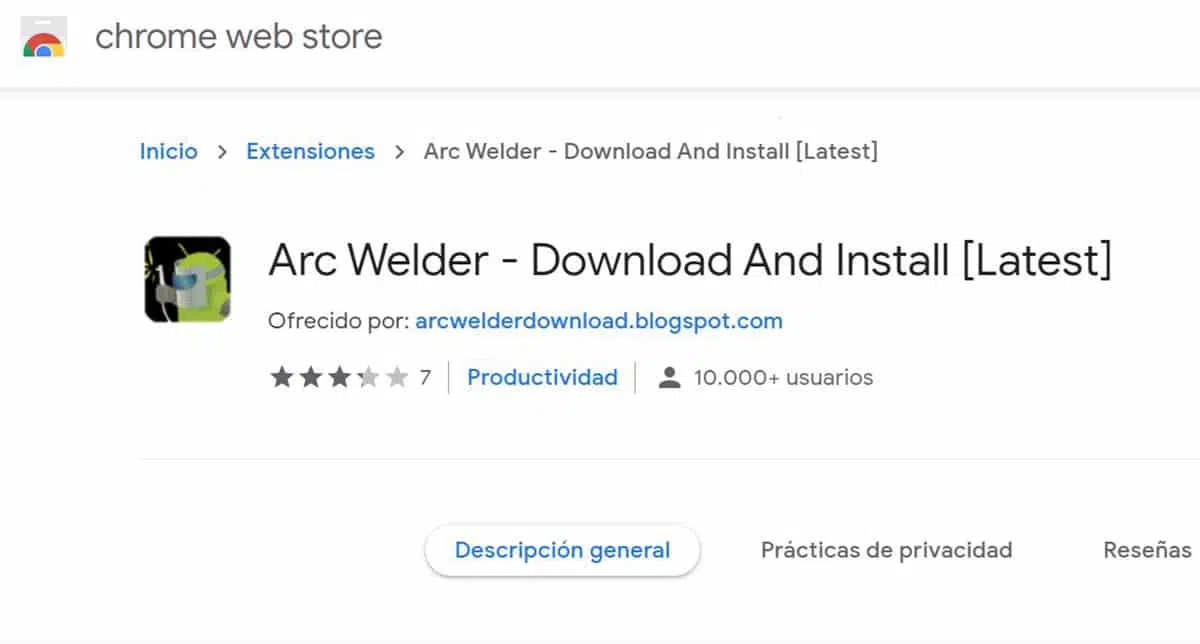 chrome web store
Inicio > Extensiones > Arc Welder - Download And Install [Latest]
Arc Welder - Download And Install [Latest]
Ofrecido por: arcwelderdownload.blogspot.com
7 | Productividad | 10.000+ usuarios
Descripción general Prácticas de privacidad Reseñas